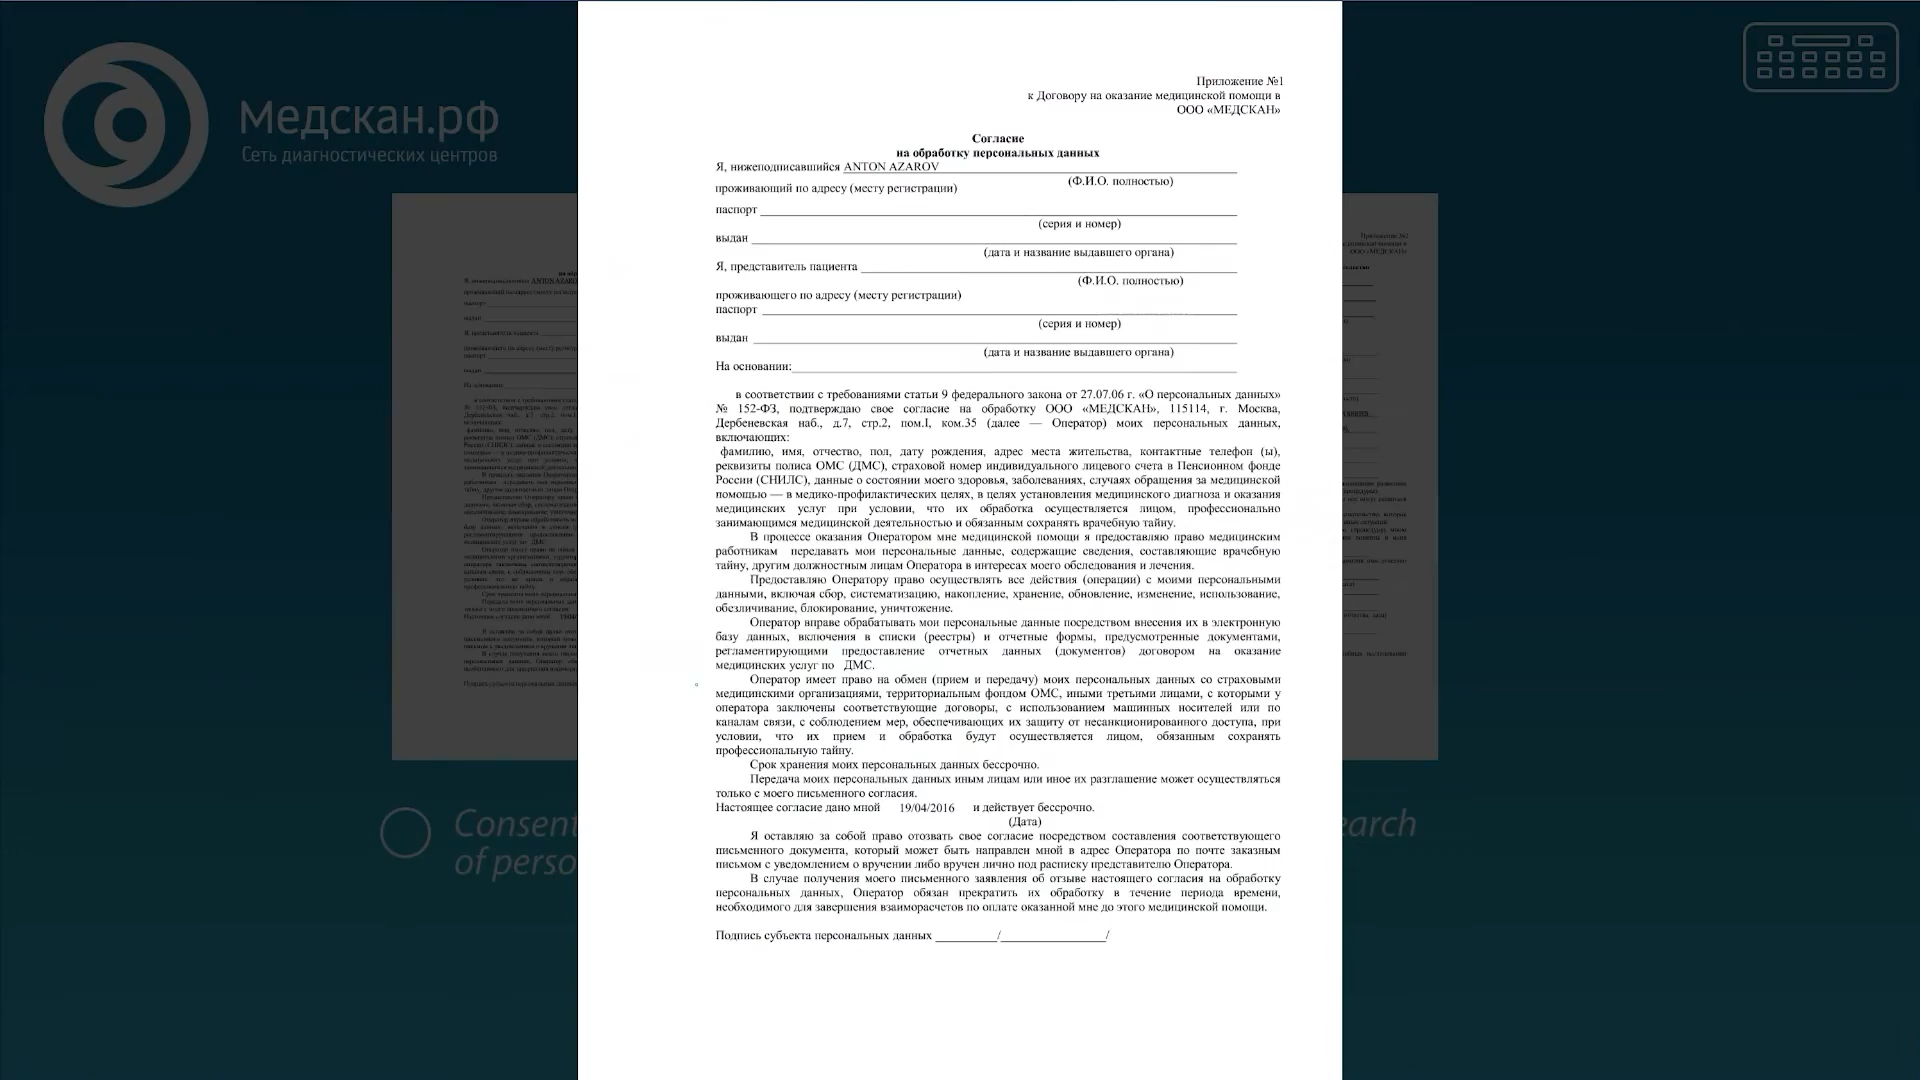 Медскан.рф
Сеть диагностических центров
Приложение №1
к Договору на оказание медицинской помощи в
ООО «МЕДСКАН»
Согласие
на обработку персональных данных
Я, нижеподписавшийся ANTON AZAROV
(Ф.И.О. полностью)
проживающий по адресу (месту регистрации)
паспорт
(серия и номер)
выдан
(дата и название выдавшего органа)
Я, представитель пациента
(Ф.И.О. полностью)
проживающего по адресу (месту регистрации)
паспорт
(серия и номер)
выдан
(дата и название выдавшего органа)
На основании:
в соответствии с требованиями статьи 9 федерального закона от 27.07.06 г. «О персональных данных»
№ 152-ФЗ, подтверждаю свое согласие на обработку ООО «МЕДСКАН», 115114, г. Москва,
Дербеневская наб., д.7, стр.2, пом.I, ком.35 (далее — Оператор) моих персональных данных,
включающих:
фамилию, имя, отчество, пол, дату рождения, адрес места жительства, контактные телефон (ы),
реквизиты полиса ОМС (ДМС), страховой номер индивидуального лицевого счета в Пенсионном фонде
России (СНИЛС), данные о состоянии моего здоровья, заболеваниях, случаях обращения за медицинской
помощью — в медико-профилактических целях, в целях установления медицинского диагноза и оказания
медицинских услуг при условии, что их обработка осуществляется лицом, профессионально
занимающимся медицинской деятельностью и обязанным сохранять врачебную тайну.
В процессе оказания Оператором мне медицинской помощи я предоставляю право медицинским
работникам передавать мои персональные данные, содержащие сведения, составляющие врачебную
тайну, другим должностным лицам Оператора в интересах моего обследования и лечения.
Предоставляю Оператору право осуществлять все действия (операции) с моими персональными
данными, включая сбор, систематизацию, накопление, хранение, обновление, изменение, использование,
обезличивание, блокирование, уничтожение.
Оператор вправе обрабатывать мои персональные данные посредством внесения их в электронную
базу данных, включения в списки (реестры) и отчетные формы, предусмотренные документами,
регламентирующими предоставление отчетных данных (документов) договором на оказание
медицинских услуг по ДМС.
Оператор имеет право на обмен (прием и передачу) моих персональных данных со страховыми
медицинскими организациями, территориальным фондом ОМС, иными третьими лицами, с которыми у
оператора заключены соответствующие договоры, с использованием машинных носителей или по
каналам связи, с соблюдением мер, обеспечивающих их защиту от несанкционированного доступа, при
условии, что их прием и обработка будут осуществляется лицом, обязанным сохранять
профессиональную тайну.
Срок хранения моих персональных данных бессрочно.
Передача моих персональных данных иным лицам или иное их разглашение может осуществляться
только с моего письменного согласия.
Настоящее согласие дано мной 19/04/2016 и действует бессрочно.
(Дата)
Я оставляю за собой право отозвать свое согласие посредством составления соответствующего
письменного документа, который может быть направлен мной в адрес Оператора по почте заказным
письмом с уведомлением о вручении либо вручен лично под расписку представителю Оператора.
В случае получения моего письменного заявления об отзыве настоящего согласия на обработку
персональных данных, Оператор обязан прекратить их обработку в течение периода времени,
необходимого для завершения взаиморасчетов по оплате оказанной мне до этого медицинской помощи.
Подпись субъекта персональных данных / /
Consent
of perso
earch